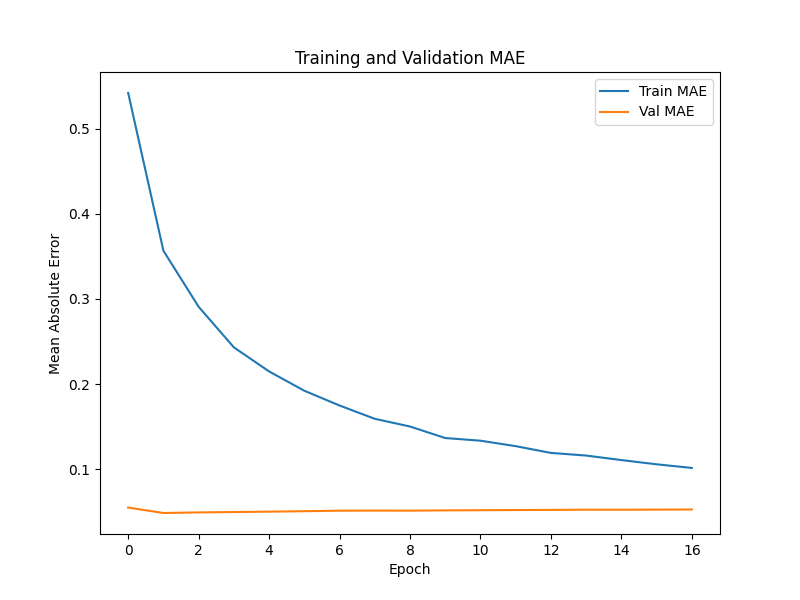 Training and Validation MAE
Train MAE
Val MAE
Mean Absolute Error
0.5
0.4
0.3
0.2
0.1
0 2 4 6 8 10 12 14 16
Epoch